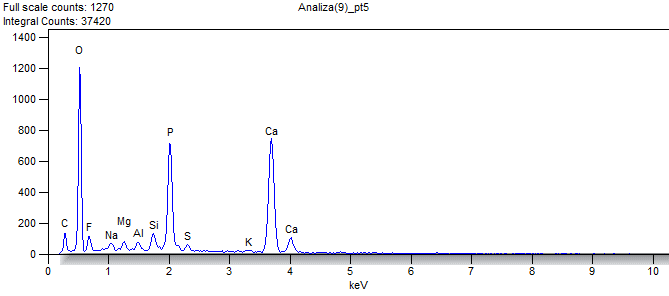 Full scale counts: 1270
Analiza(9)_pt5
Integral Counts: 37420
1400
1200
1000
800
600
400
200
0
O
C
F
Na
Mg
Al
Si
P
S
K
Ca
Ca
0 1 2 3 4 5 6 7 8 9 10
keV